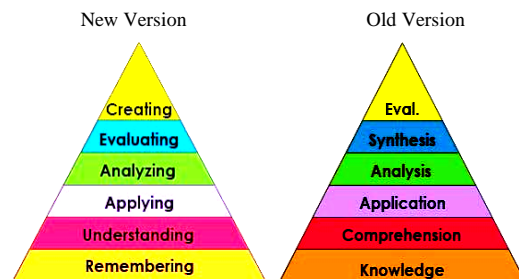 New Version
Creating
Evaluating
Analyzing
Applying
Understanding
Remembering
Old Version
Eval.
Synthesis
Analysis
Application
Comprehension
Knowledge